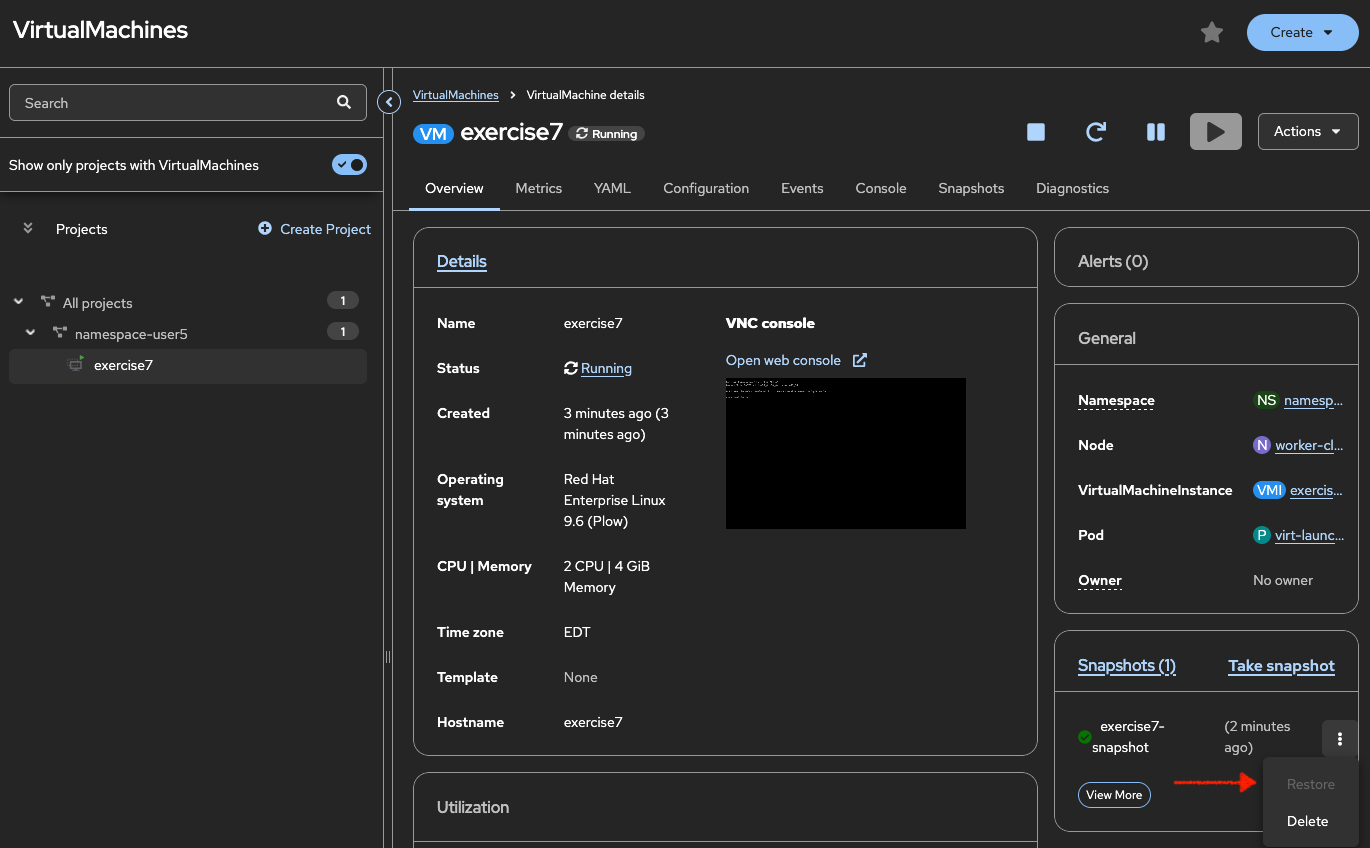 VirtualMachines
Create
Search
Show only projects with VirtualMachines
Projects
Create Project
All projects
1
namespace-user5
1
exercise7
VirtualMachines > VirtualMachine details
VM exercise7 Running
Actions
Overview
Metrics
YAML
Configuration
Events
Console
Snapshots
Diagnostics
Details
Name
exercise7
Status
Running
Created
3 minutes ago (3
minutes ago)
Operating
system
Red Hat
Enterprise Linux
9.6 (Plow)
CPU | Memory
2 CPU | 4 GiB
Memory
Time zone
EDT
Template
None
Hostname
exercise7
VNC console
Open web console
Utilization
Alerts (0)
General
Namespace
NS namesp...
Node
N worker-cl...
VirtualMachineInstance
VMI exercis...
Pod
P virt-launc...
Owner
No owner
Snapshots (1)
Take snapshot
exercise7-
snapshot
(2 minutes
ago)
View More
Restore
Delete